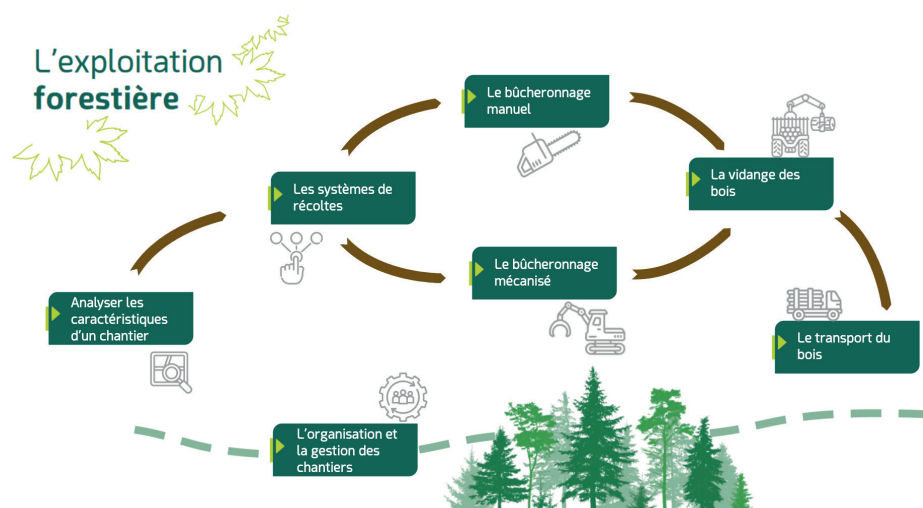 L'exploitation
forestière
Analyser les
caractéristiques
d'un chantier
Les systèmes de
récoltes
Le bûcheronnage
manuel
Le bûcheronnage
mécanisé
La vidange des
bois
Le transport du
bois
L'organisation et
la gestion des
chantiers